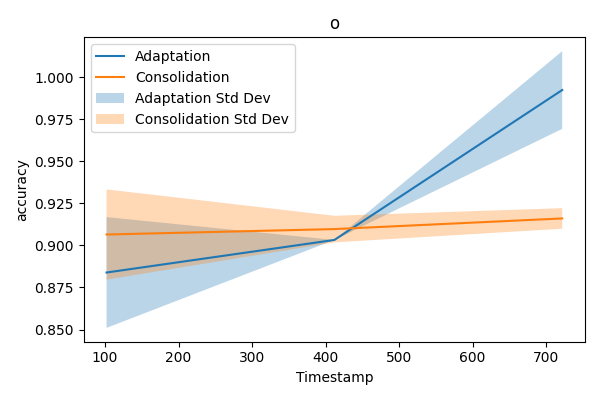 o
Adaptation
Consolidation
Adaptation Std Dev
Consolidation Std Dev
accuracy
1.000
0.975
0.950
0.925
0.900
0.875
0.850
100 200 300 400 500 600 700
Timestamp